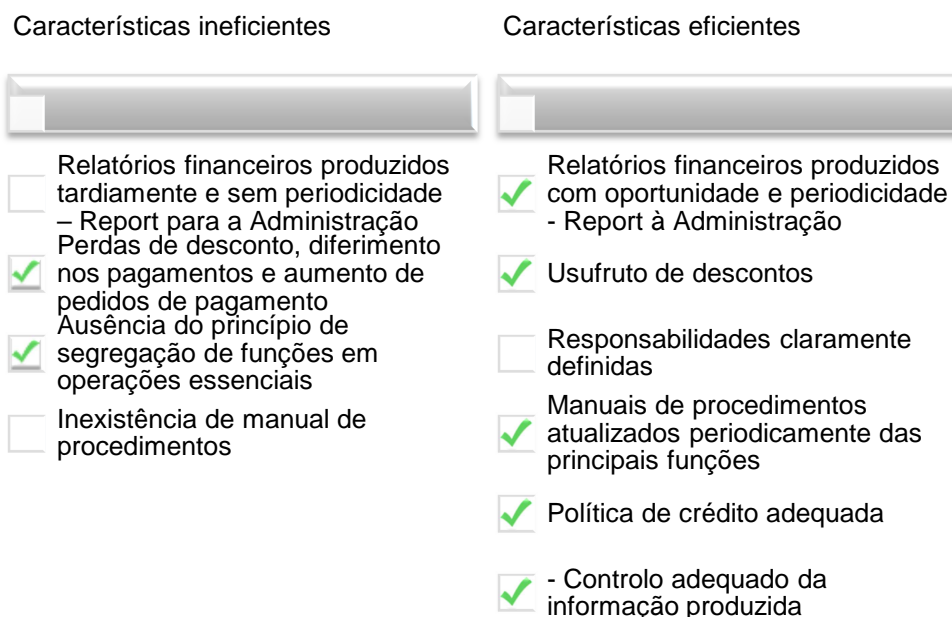 Características ineficientes
Relatórios financeiros produzidos
tardiamente e sem periodicidade
– Report para a Administração
Perdas de desconto, diferimento
nos pagamentos e aumento de
pedidos de pagamento
Ausência do princípio de
segregação de funções em
operações essenciais
Inexistência de manual de
procedimentos
Características eficientes
Relatórios financeiros produzidos
com oportunidade e periodicidade
- Report à Administração
Usufruto de descontos
Responsabilidades claramente
definidas
Manuais de procedimentos
atualizados periodicamente das
principais funções
Política de crédito adequada
- Controlo adequado da
informação produzida